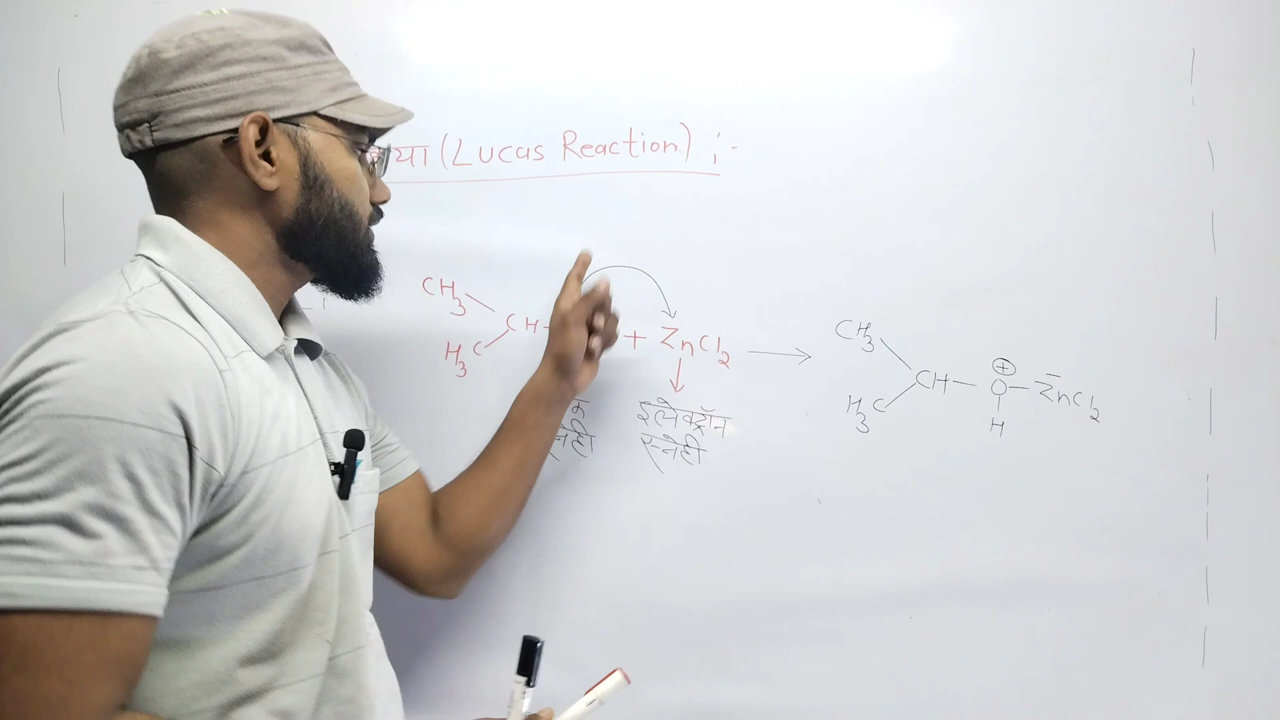 (Lucas Reaction) ;-
CH3
CH
H3C
+ ZnCl2
CH3
H3C
CH — O — ZnCl2
⊕
–
H
नेही
इलेक्ट्रॉन
स्नेही